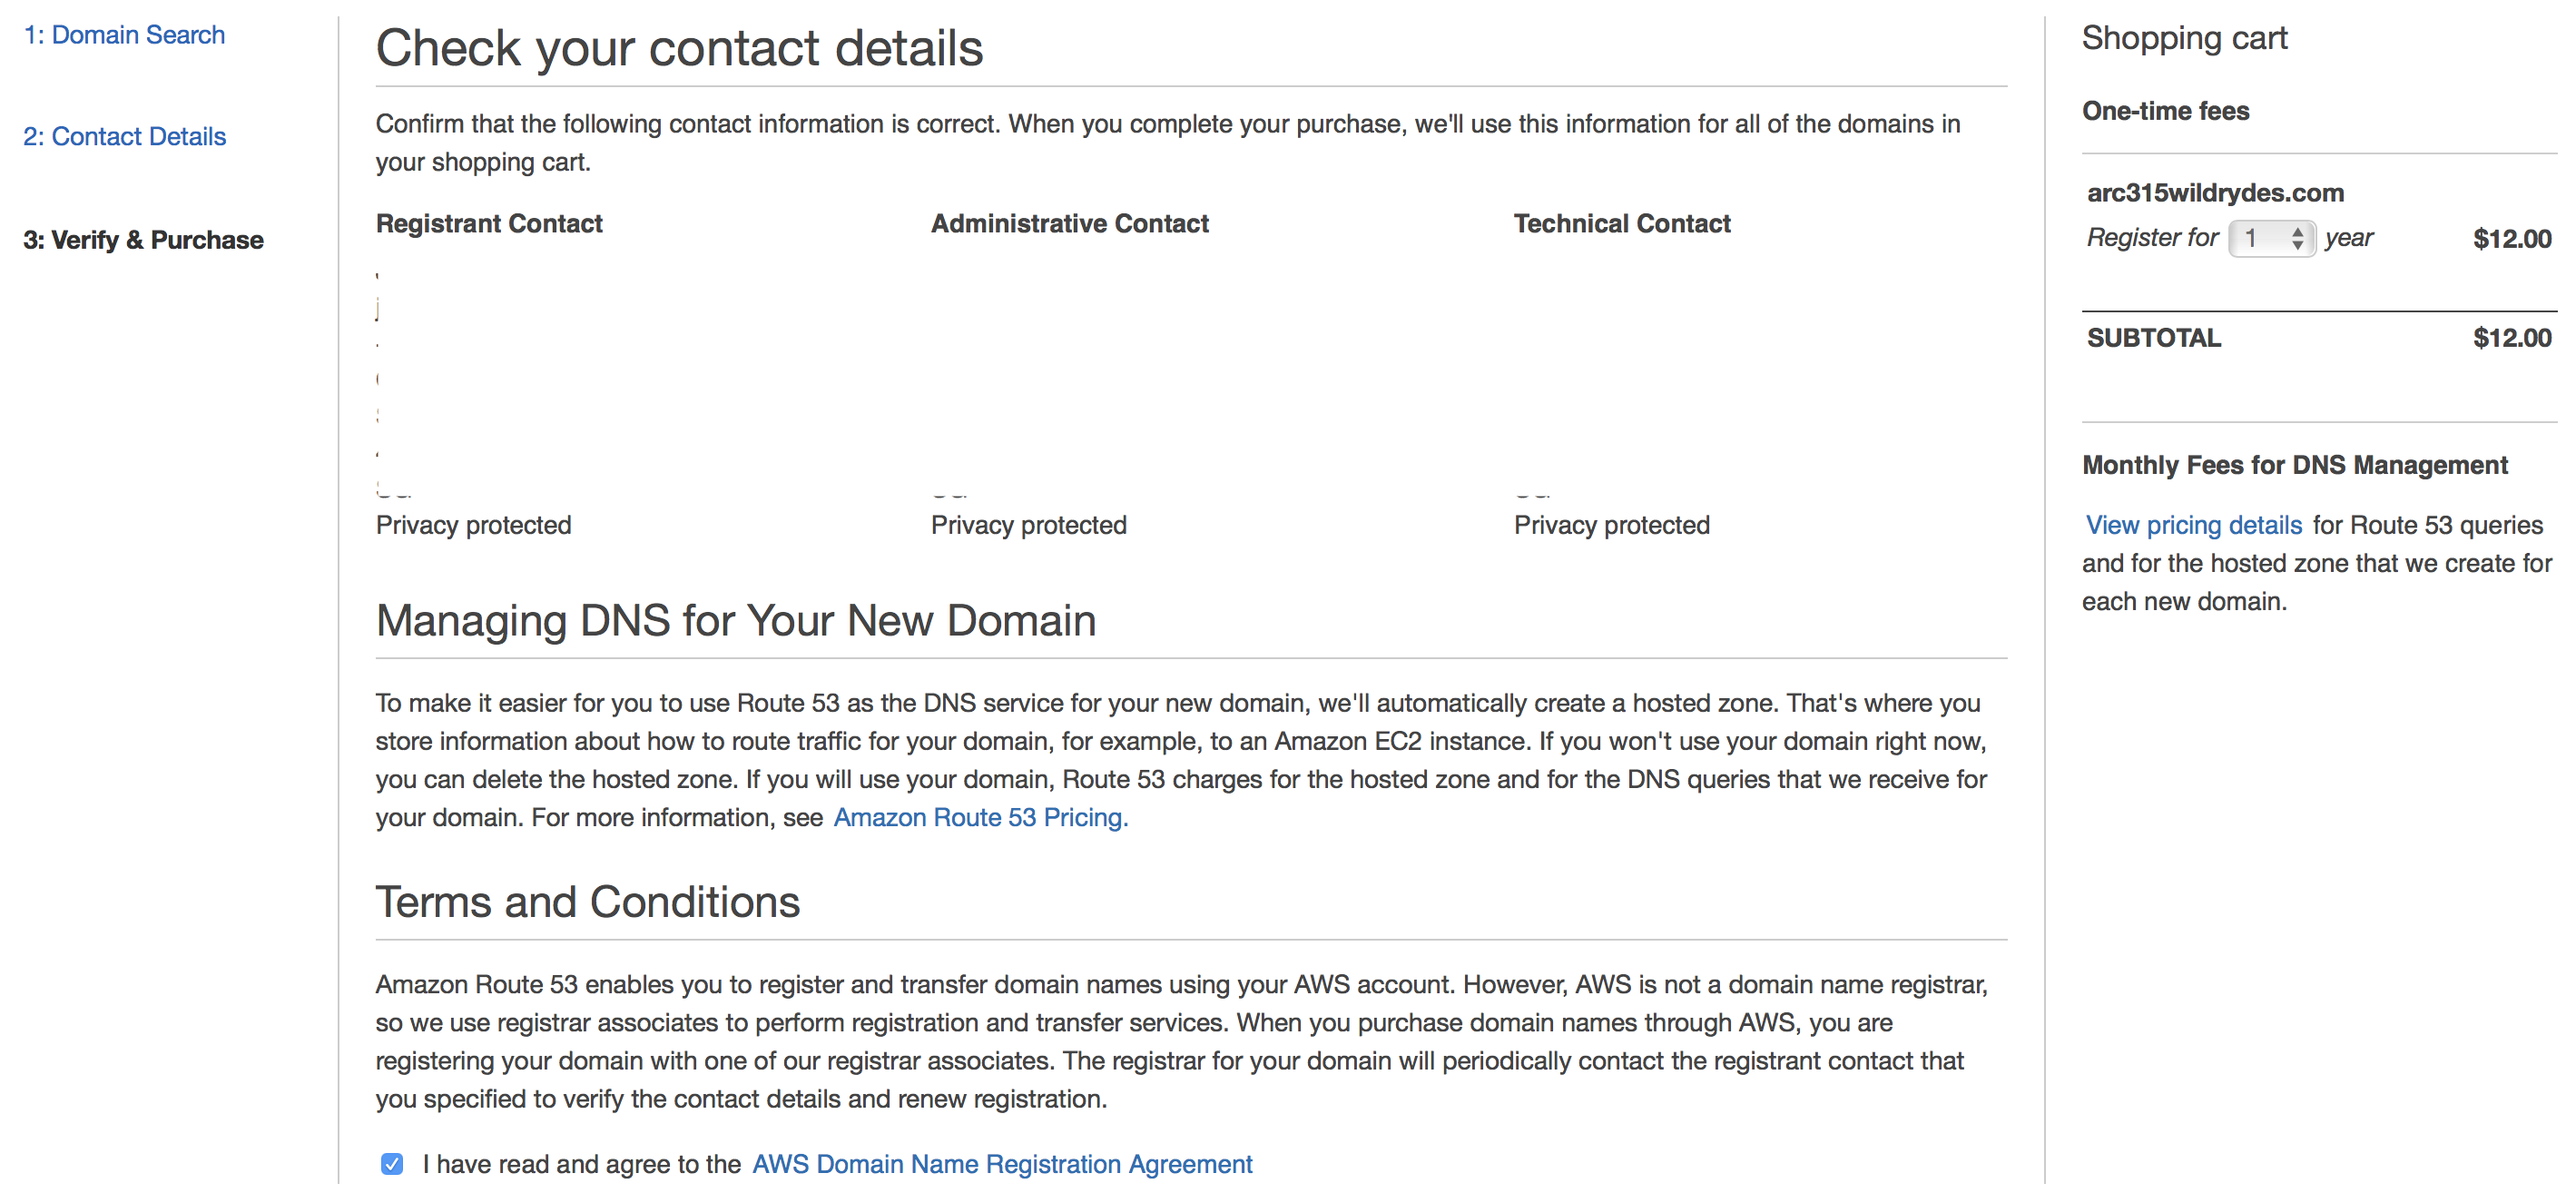 1: Domain Search
2: Contact Details
3: Verify & Purchase
Check your contact details
Confirm that the following contact information is correct. When you complete your purchase, we'll use this information for all of the domains in
your shopping cart.
Registrant Contact
Administrative Contact
Technical Contact
Privacy protected
Privacy protected
Privacy protected
Managing DNS for Your New Domain
To make it easier for you to use Route 53 as the DNS service for your new domain, we'll automatically create a hosted zone. That's where you
store information about how to route traffic for your domain, for example, to an Amazon EC2 instance. If you won't use your domain right now,
you can delete the hosted zone. If you will use your domain, Route 53 charges for the hosted zone and for the DNS queries that we receive for
your domain. For more information, see Amazon Route 53 Pricing.
Terms and Conditions
Amazon Route 53 enables you to register and transfer domain names using your AWS account. However, AWS is not a domain name registrar,
so we use registrar associates to perform registration and transfer services. When you purchase domain names through AWS, you are
registering your domain with one of our registrar associates. The registrar for your domain will periodically contact the registrant contact that
you specified to verify the contact details and renew registration.
I have read and agree to the AWS Domain Name Registration Agreement
Shopping cart
One-time fees
arc315wildrydes.com
Register for 1 year $12.00
SUBTOTAL $12.00
Monthly Fees for DNS Management
View pricing details for Route 53 queries
and for the hosted zone that we create for
each new domain.